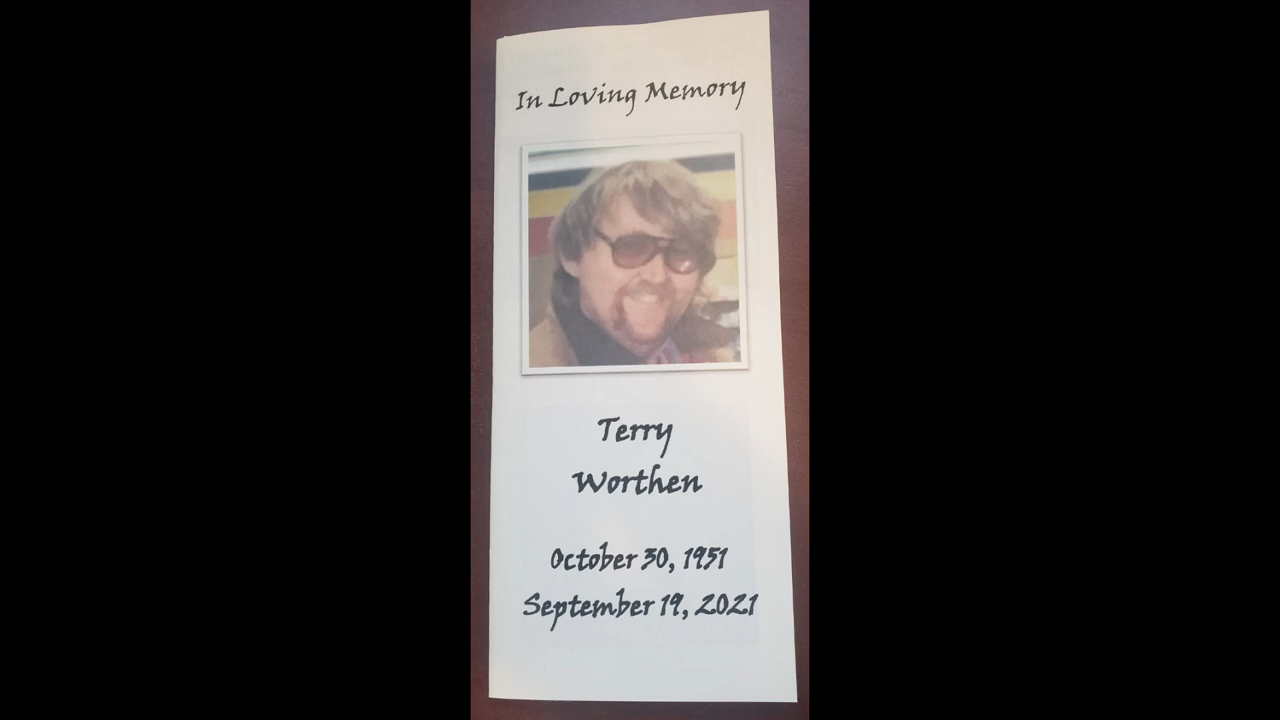 In Loving Memory
Terry
Worthen
October 30, 1951
September 19, 2021